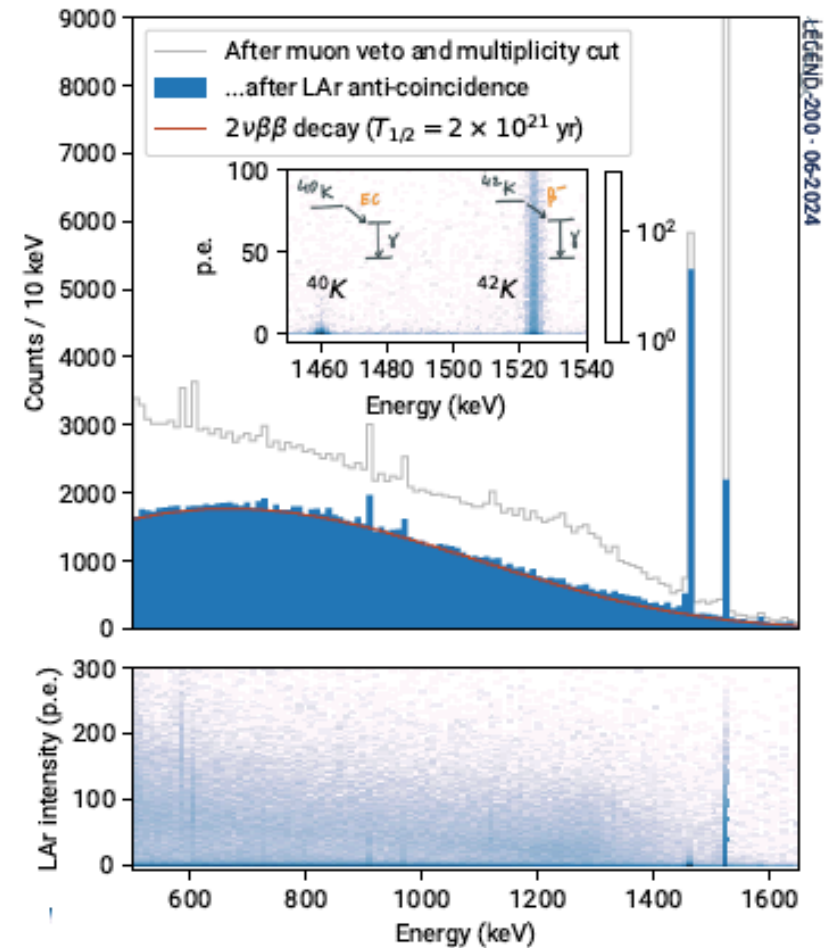 9000
8000
7000
6000
5000
4000
3000
2000
1000
0
Counts / 10 keV
After muon veto and multiplicity cut
...after LAr anti-coincidence
2νββ decay (T₁/₂ = 2 × 10²¹ yr)
LEGEND-200 · 06-2024
100
50
0
p.e.
⁴⁰K EC γ
⁴²K β⁻ γ
⁴⁰K
⁴²K
10²
10⁰
1460 1480 1500 1520 1540
Energy (keV)
300
200
100
0
LAr intensity (p.e.)
600 800 1000 1200 1400 1600
Energy (keV)